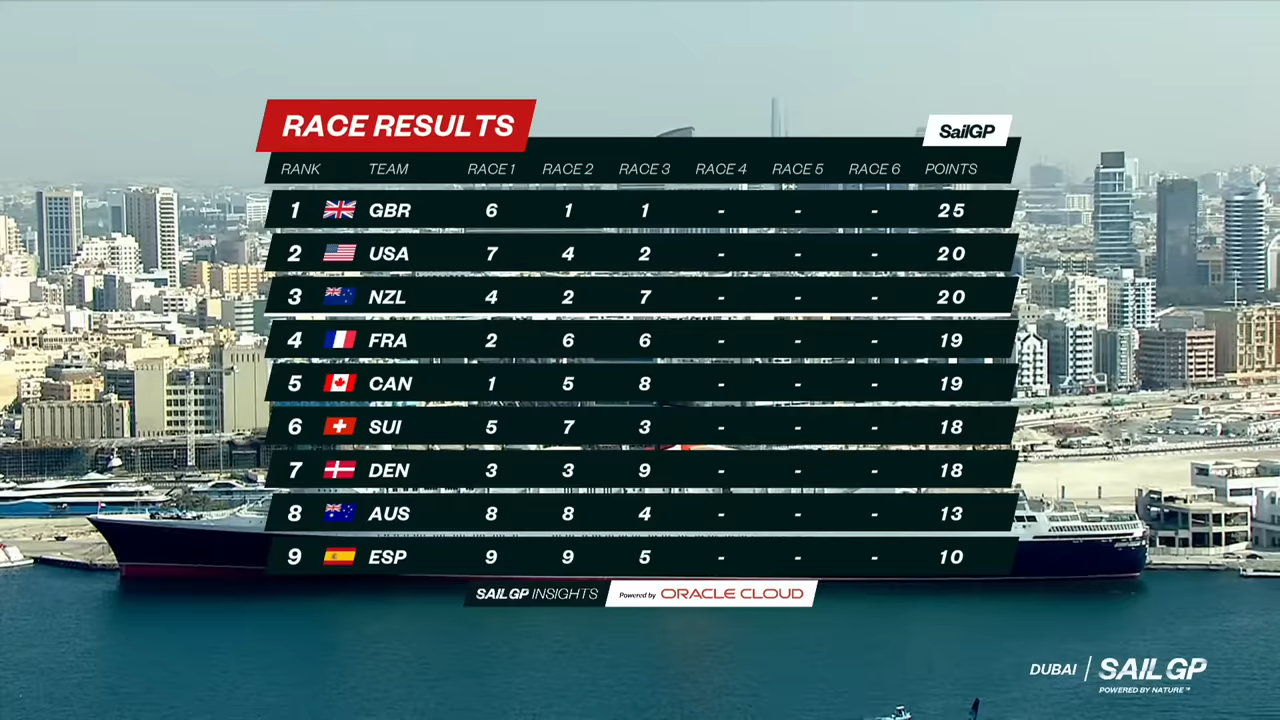 RACE RESULTS
SailGP
RANK TEAM RACE 1 RACE 2 RACE 3 RACE 4 RACE 5 RACE 6 POINTS
1 GBR 6 1 1 - - - 25
2 USA 7 4 2 - - - 20
3 NZL 4 2 7 - - - 20
4 FRA 2 6 6 - - - 19
5 CAN 1 5 8 - - - 19
6 SUI 5 7 3 - - - 18
7 DEN 3 3 9 - - - 18
8 AUS 8 8 4 - - - 13
9 ESP 9 9 5 - - - 10
SAIL GP INSIGHTS Powered by ORACLE CLOUD
DUBAI | SAIL GP
POWERED BY NATURE™